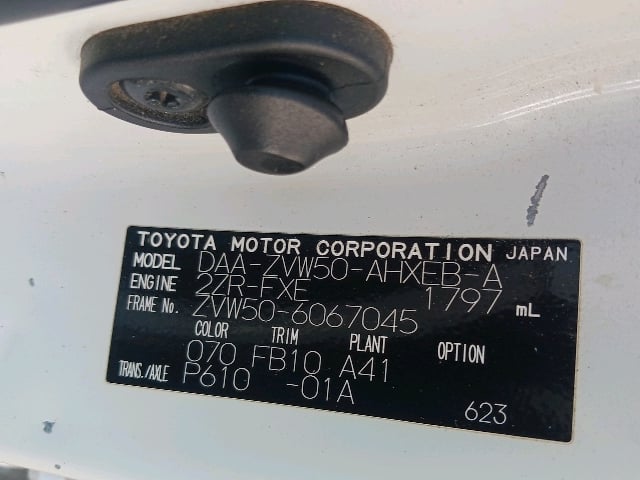 TOYOTA MOTOR CORPORATION JAPAN
MODEL DAA-ZVW50-AHXEB-A
ENGINE 2ZR-FXE 1797 mL
FRAME No. ZVW50-6067045
COLOR TRIM PLANT OPTION
070 FB10 A41
TRANS./AXLE P610 -01A
623